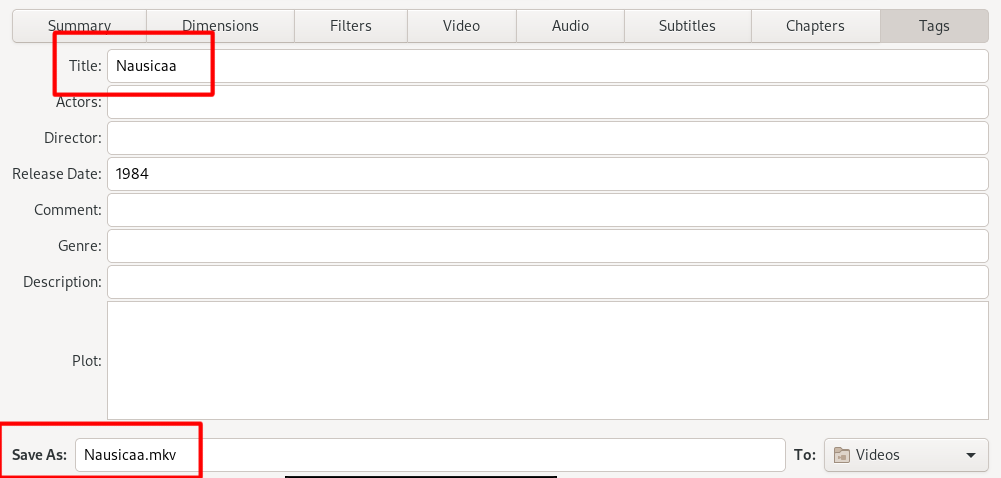 Summary Dimensions Filters Video Audio Subtitles Chapters Tags
Title: Nausicaa
Actors:
Director:
Release Date: 1984
Comment:
Genre:
Description:
Plot:
Save As: Nausicaa.mkv To: Videos